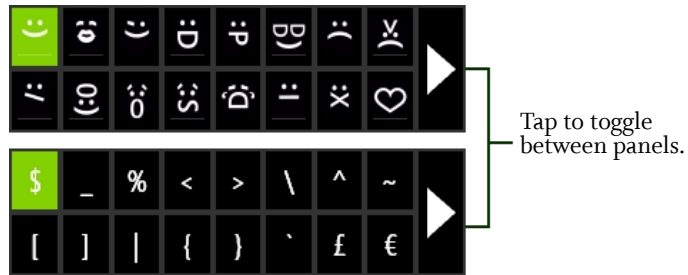 $ _ % < > \ ^ ~
[ ] | { } ` £ €
Tap to toggle
between panels.